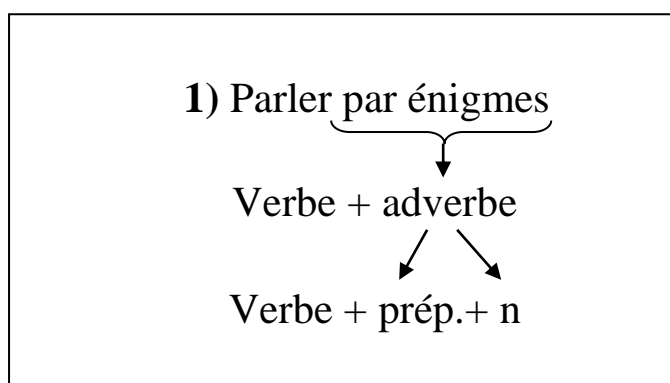 1) Parler par énigmes
Verbe + adverbe
Verbe + prép.+ n